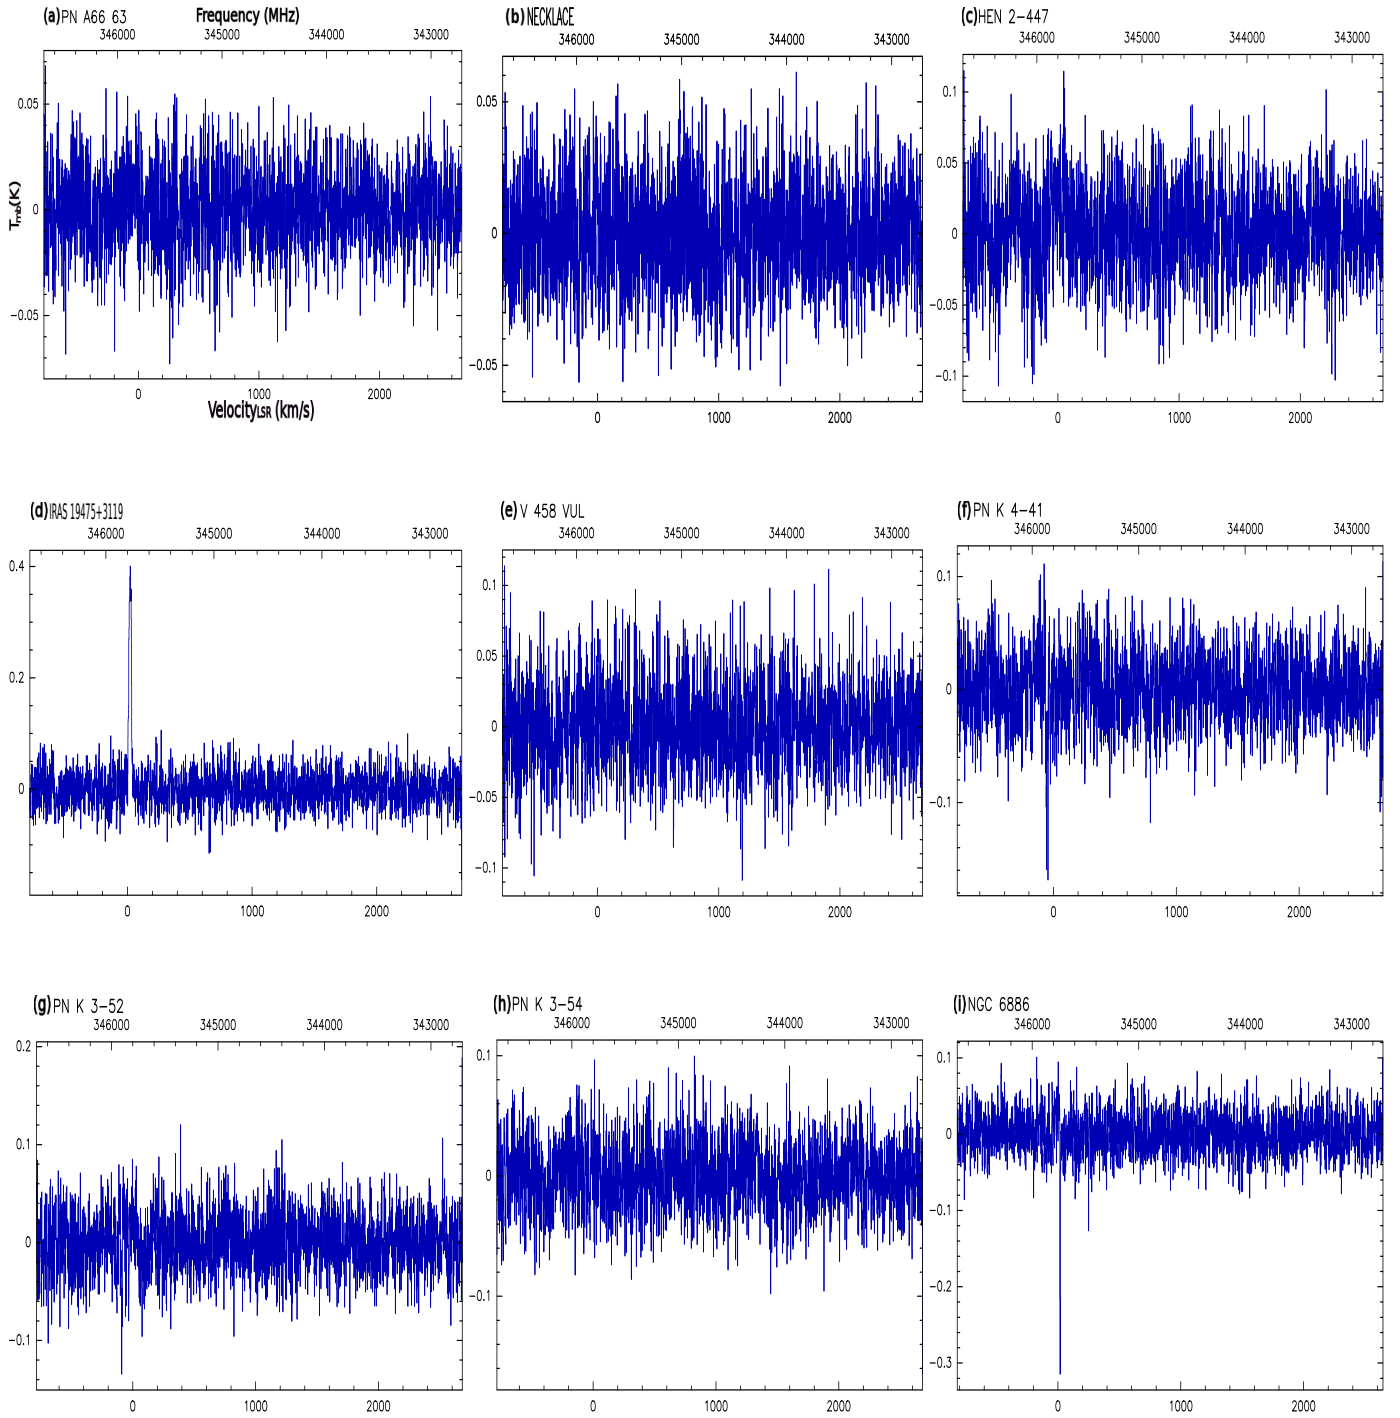 (a)PN A66 63 Frequency (MHz)
346000 345000 344000 343000
0.05
0
−0.05
Tmb(K)
0 1000 2000
VelocityLSR (km/s)
(b)NECKLACE
346000 345000 344000 343000
0.05
0
−0.05
0 1000 2000
(c)HEN 2−447
346000 345000 344000 343000
0.1
0.05
0
−0.05
−0.1
0 1000 2000
(d)IRAS 19475+3119
346000 345000 344000 343000
0.4
0.2
0
0 1000 2000
(e)V 458 VUL
346000 345000 344000 343000
0.1
0.05
0
−0.05
−0.1
0 1000 2000
(f)PN K 4−41
346000 345000 344000 343000
0.1
0
−0.1
0 1000 2000
(g)PN K 3−52
346000 345000 344000 343000
0.2
0.1
0
−0.1
0 1000 2000
(h)PN K 3−54
346000 345000 344000 343000
0.1
0
−0.1
0 1000 2000
(i)NGC 6886
346000 345000 344000 343000
0.1
0
−0.1
−0.2
−0.3
0 1000 2000